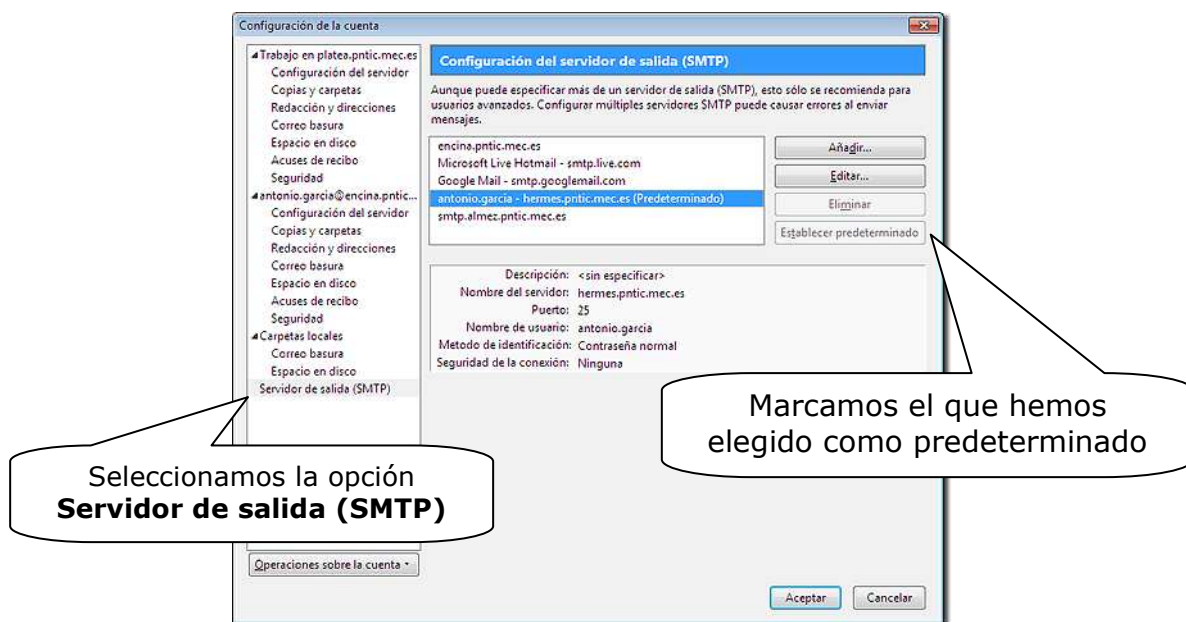 Configuración de la cuenta
Trabajo en platea.pntic.mec.es
Configuración del servidor
Copias y carpetas
Redacción y direcciones
Correo basura
Espacio en disco
Acuses de recibo
Seguridad
antonio.garcia@encina.pntic...
Configuración del servidor
Copias y carpetas
Redacción y direcciones
Correo basura
Espacio en disco
Acuses de recibo
Seguridad
Carpetas locales
Correo basura
Espacio en disco
Servidor de salida (SMTP)
Operaciones sobre la cuenta
Configuración del servidor de salida (SMTP)
Aunque puede especificar más de un servidor de salida (SMTP), esto sólo se recomienda para
usuarios avanzados. Configurar múltiples servidores SMTP puede causar errores al enviar
mensajes.
encina.pntic.mec.es
Microsoft Live Hotmail - smtp.live.com
Google Mail - smtp.googlemail.com
antonio.garcia - hermes.pntic.mec.es (Predeterminado)
smtp.almez.pntic.mec.es
Añadir...
Editar...
Eliminar
Establecer predeterminado
Descripción: <sin especificar>
Nombre del servidor: hermes.pntic.mec.es
Puerto: 25
Nombre de usuario: antonio.garcia
Metodo de identificación: Contraseña normal
Seguridad de la conexión: Ninguna
Marcamos el que hemos
elegido como predeterminado
Seleccionamos la opción
Servidor de salida (SMTP)
Aceptar
Cancelar